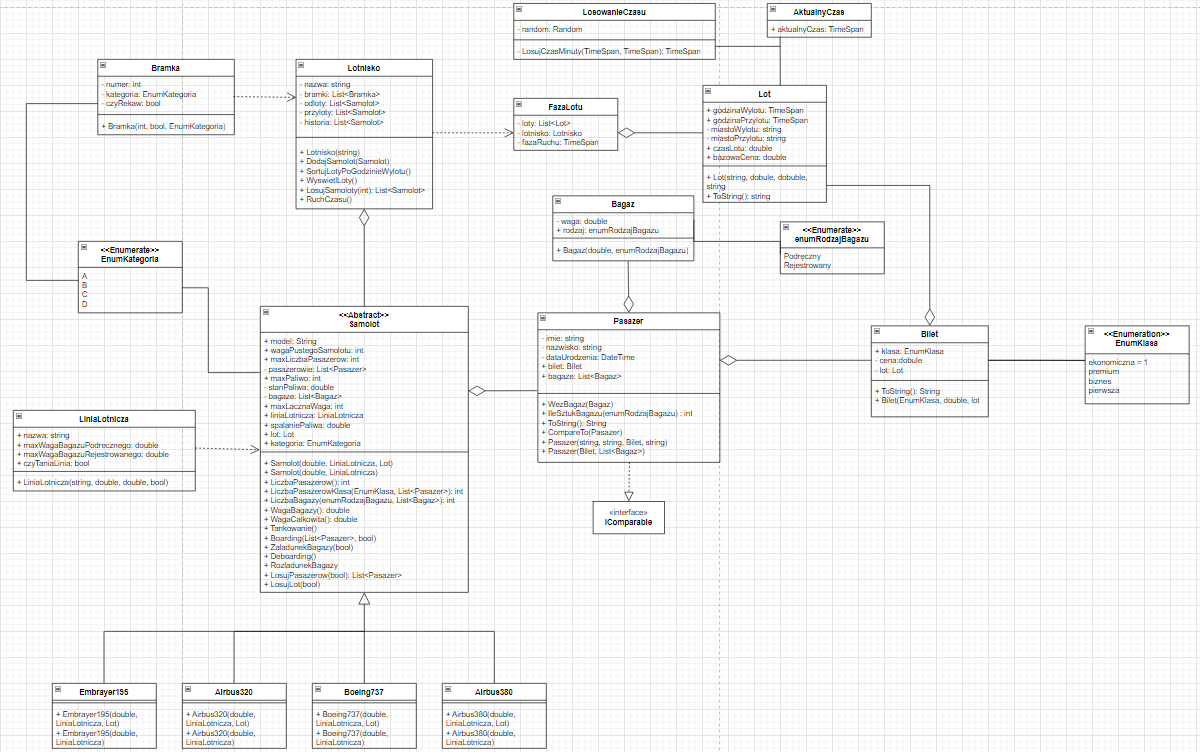 LosowanieCzasu
- random: Random
- LosujCzasMinuty(TimeSpan, TimeSpan): TimeSpan
AktualnyCzas
+ aktualnyCzas: TimeSpan
Bramka
- numer: int
- kategoria: EnumKategoria
- czyRekaw: bool
+ Bramka(int, bool, EnumKategoria)
Lotnisko
- nazwa: string
- bramki: List<Bramka>
- odloty: List<Samolot>
- przyloty: List<Samolot>
- historia: List<Samolot>
+ Lotnisko(string)
+ DodajSamolot(Samolot)
+ SortujLotyPoGodzinieWylotu()
+ WyswietlLoty()
+ LosujSamoloty(int): List<Samolot>
+ RuchCzasu()
FazaLotu
- loty: List<Lot>
- lotnisko: Lotnisko
- fazaRuchu: TimeSpan
Lot
+ godzinaWylotu: TimeSpan
+ godzinaPrzylotu: TimeSpan
- miastoWylotu: string
- miastoPrzylotu: string
+ czasLotu: double
+ bazowaCena: double
+ Lot(string, dobule, dobuble,
string
+ ToString(): string
Bagaz
- waga: double
+ rodzaj: enumRodzajBagazu
+ Bagaz(double, enumRodzajBagazu)
<<Enumerate>>
enumRodzajBagazu
Podręczny
Rejestrowany
<<Enumerate>>
EnumKategoria
A
B
C
D
<<Abstract>>
Samolot
+ model: String
+ wagaPustegoSamolotu: int
+ maxLiczbaPasazerow: int
- pasazerowie: List<Pasazer>
+ maxPaliwo: int
- stanPaliwa: double
- bagaze: List<Bagaz>
+ maxLacznaWaga: int
+ liniaLotnicza: LiniaLotnicza
+ spalaniePaliwa: double
+ lot: Lot
+ kategoria: EnumKategoria
+ Samolot(double, LiniaLotnicza, Lot)
+ Samolot(double, LiniaLotnicza)
+ LiczbaPasazerow(): int
+ LiczbaPasazerowKlasa(EnumKlasa, List<Pasazer>): int
+ LiczbaBagazy(enumRodzajBagazu, List<Bagaz>): int
+ WagaBagazy(): double
+ WagaCalkowita(): double
+ Tankowanie()
+ Boarding(List<Pasazer>, bool)
+ ZaladunekBagazy(bool)
+ Deboarding()
+ RozladunekBagazy
+ LosujPasazerow(bool): List<Pasazer>
+ LosujLot(bool)
Pasazer
- imie: string
- nazwisko: string
- dataUrodzenia: DateTime
+ bilet: Bilet
- bagaze: List<Bagaz>
+ WezBagaz(Bagaz)
+ IleSztukBagazu(enumRodzajBagazu) : int
+ ToString(): String
+ CompareTo(Pasazer)
+ Pasazer(string, string, Bilet, string)
+ Pasazer(Bilet, List<Bagaz>)
Bilet
+ klasa: EnumKlasa
- cena:dobule
- lot: Lot
+ ToString(): String
+ Bilet(EnumKlasa, double, lot
<<Enumeration>>
EnumKlasa
ekonomiczna = 1
premium
biznes
pierwsza
LiniaLotnicza
+ nazwa: string
+ maxWagaBagazuPodrecznego: double
+ maxWagaBagazuRejestrowanego: double
+ czyTaniaLinia: bool
+ LiniaLotnicza(string, double, double, bool)
«interface»
IComparable
Embrayer195
+ Embrayer195(double,
LiniaLotnicza, Lot)
+ Embrayer195(double,
LiniaLotnicza)
Airbus320
+ Airbus320(double,
LiniaLotnicza, Lot)
+ Airbus320(double,
LiniaLotnicza)
Boeing737
+ Boeing737(double,
LiniaLotnicza, Lot)
+ Boeing737(double,
LiniaLotnicza)
Airbus380
+ Airbus380(double,
LiniaLotnicza, Lot)
+ Airbus380(double,
LiniaLotnicza)